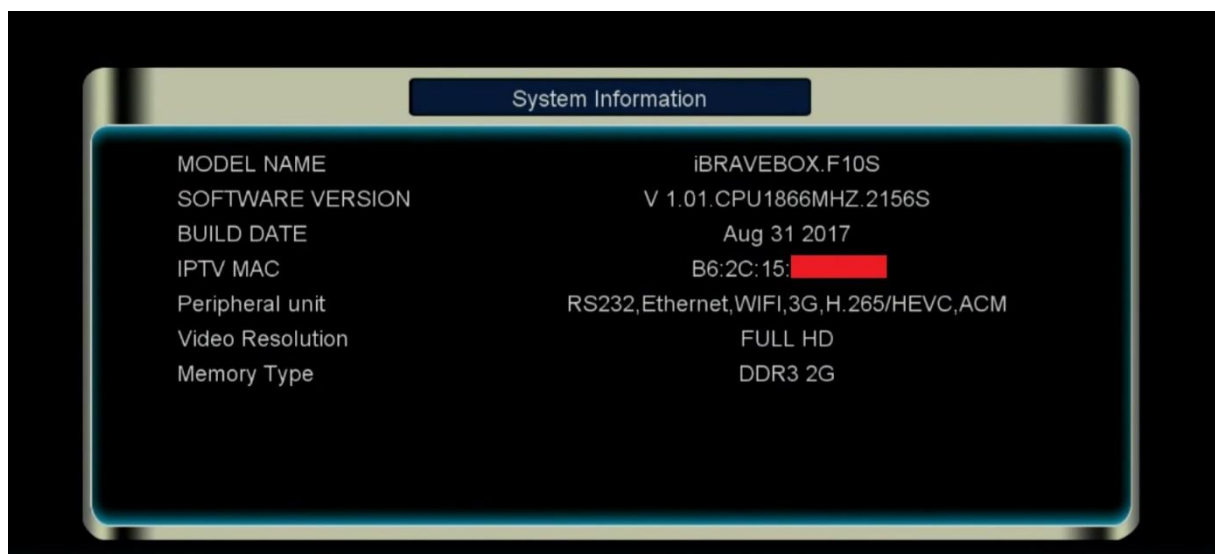 System Information
MODEL NAME iBRAVEBOX.F10S
SOFTWARE VERSION V 1.01.CPU1866MHZ.2156S
BUILD DATE Aug 31 2017
IPTV MAC B6:2C:15:
Peripheral unit RS232,Ethernet,WIFI,3G,H.265/HEVC,ACM
Video Resolution FULL HD
Memory Type DDR3 2G